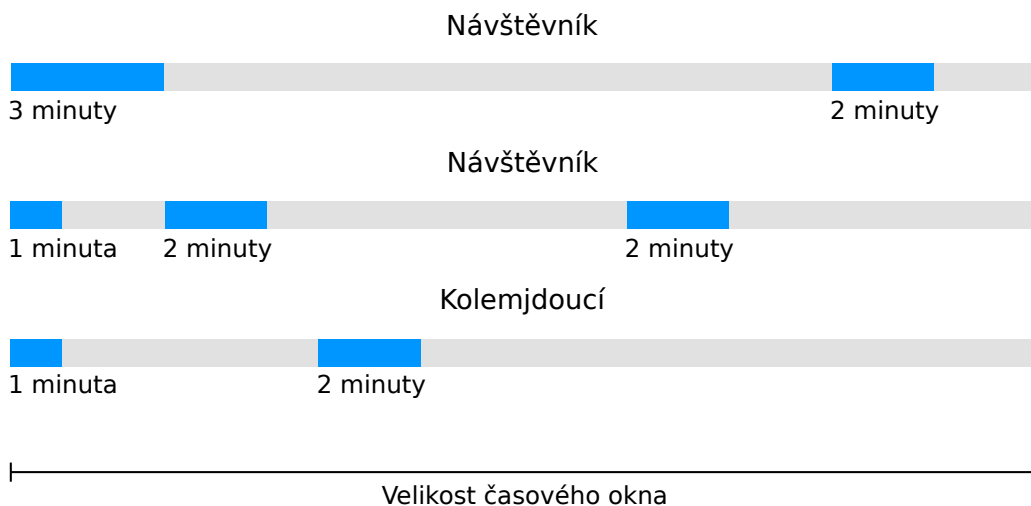 Návštěvník
3 minuty 2 minuty
Návštěvník
1 minuta 2 minuty 2 minuty
Kolemjdoucí
1 minuta 2 minuty
Velikost časového okna